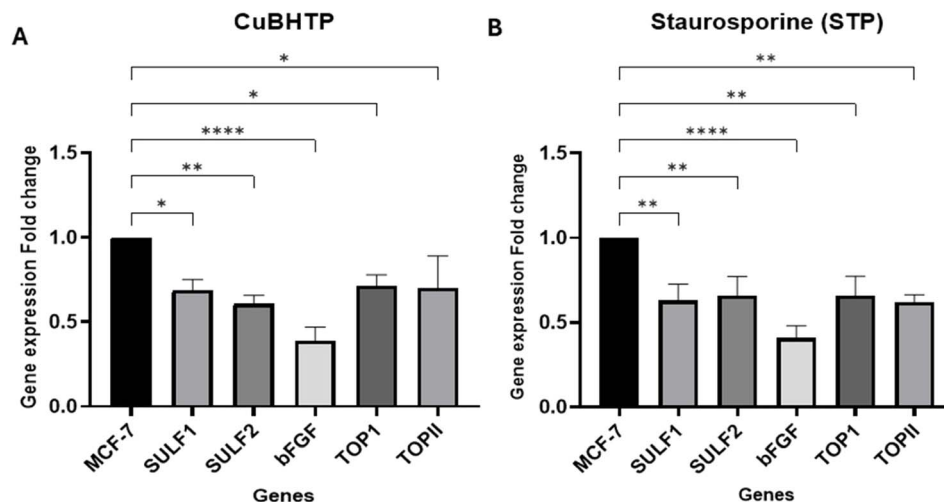 A
CuBHTP
*
*
****
**
*
Gene expression Fold change
1.5
1.0
0.5
0.0
MCF-7
SULF1
SULF2
bFGF
TOP1
TOPII
Genes
B
Staurosporine (STP)
**
**
****
**
**
Gene expression Fold change
1.5
1.0
0.5
0.0
MCF-7
SULF1
SULF2
bFGF
TOP1
TOPII
Genes